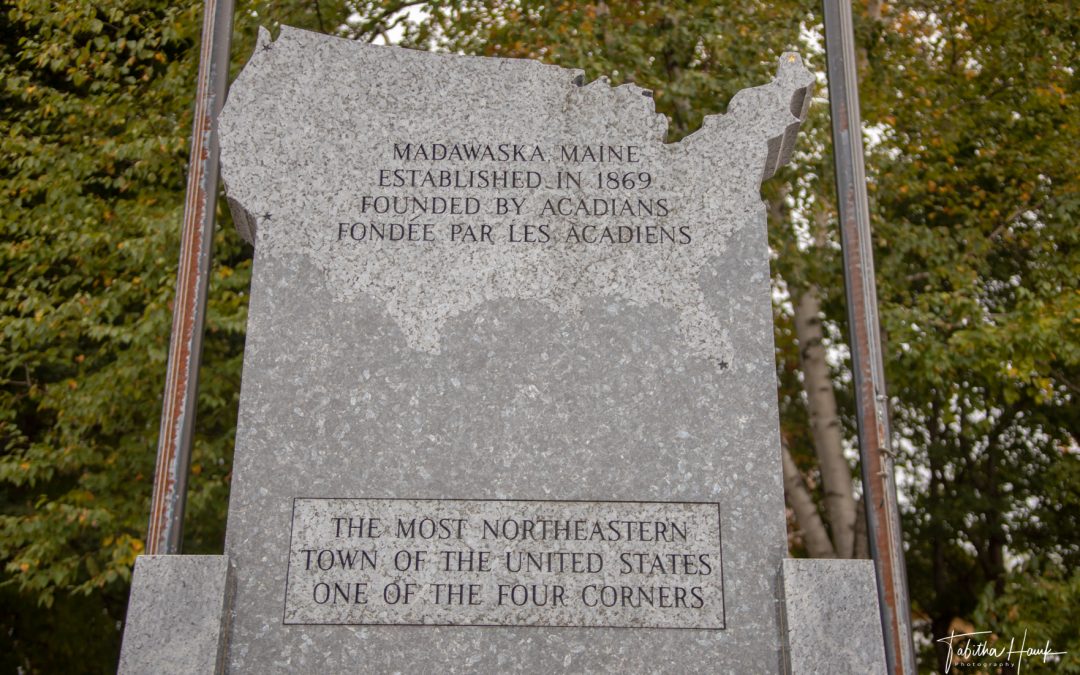 MADAWASKA MAINE
ESTABLISHED IN 1869
FOUNDED BY ACADIANS
FONDÉE PAR LES ACADIENS
THE MOST NORTHEASTERN
TOWN OF THE UNITED STATES
ONE OF THE FOUR CORNERS
Tabitha Hawk
Photography